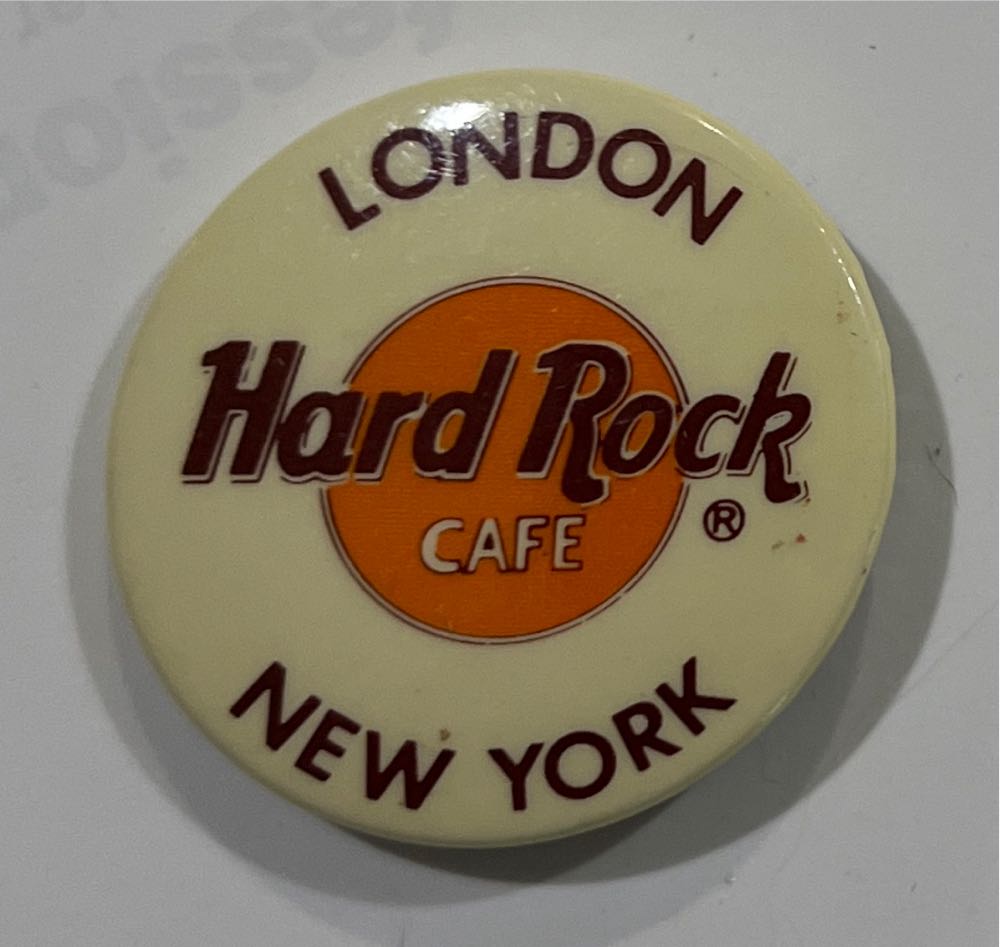 LONDON
Hard Rock
CAFE
®
NEW YORK